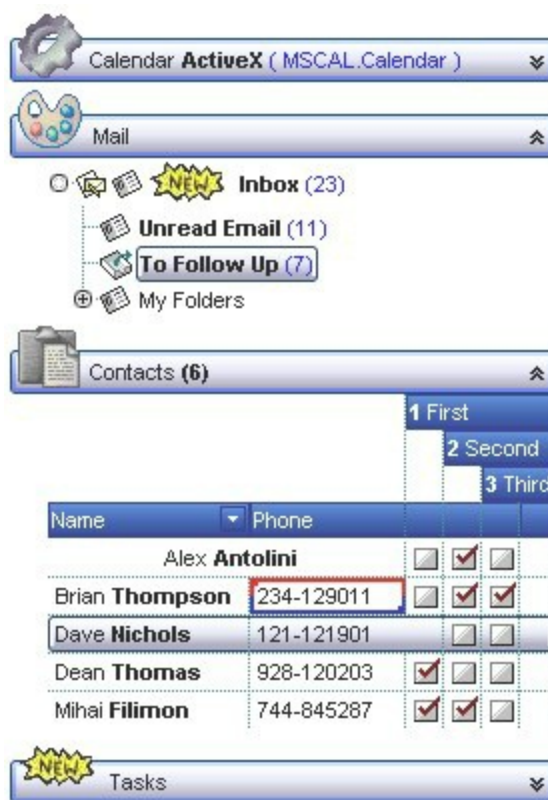 Calendar ActiveX ( MSCAL.Calendar )
Mail
NEW Inbox (23)
Unread Email (11)
To Follow Up (7)
My Folders
Contacts (6)
1 First
2 Second
3 Third
Name Phone
Alex Antolini
Brian Thompson 234-129011
Dave Nichols 121-121901
Dean Thomas 928-120203
Mihai Filimon 744-845287
NEW Tasks